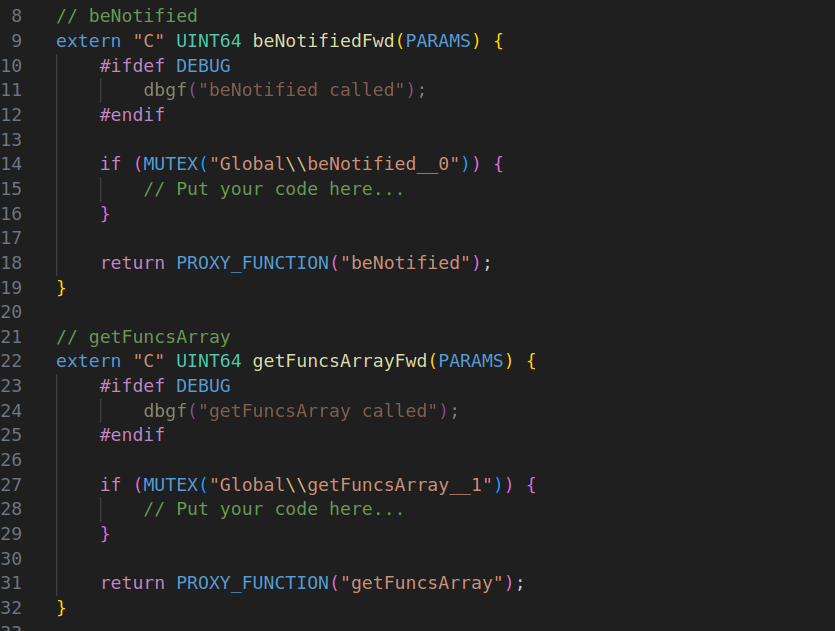 8 // beNotified
9 extern "C" UINT64 beNotifiedFwd(PARAMS) {
10 #ifdef DEBUG
11 dbgf("beNotified called");
12 #endif
13
14 if (MUTEX("Global\\beNotified__0")) {
15 // Put your code here...
16 }
17
18 return PROXY_FUNCTION("beNotified");
19 }
20
21 // getFuncsArray
22 extern "C" UINT64 getFuncsArrayFwd(PARAMS) {
23 #ifdef DEBUG
24 dbgf("getFuncsArray called");
25 #endif
26
27 if (MUTEX("Global\\getFuncsArray__1")) {
28 // Put your code here...
29 }
30
31 return PROXY_FUNCTION("getFuncsArray");
32 }
33